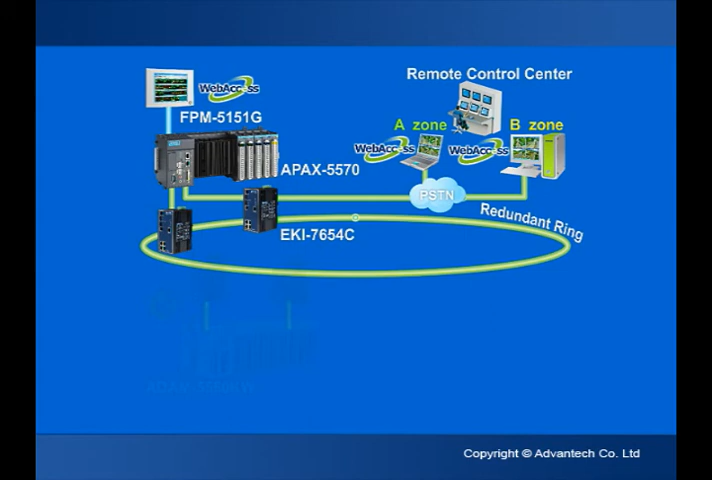 Remote Control Center
WebAccess
FPM-5151G
A zone
B zone
WebAccess
WebAccess
APAX-5570
PSTN
Redundant Ring
EKI-7654C
Copyright © Advantech Co. Ltd